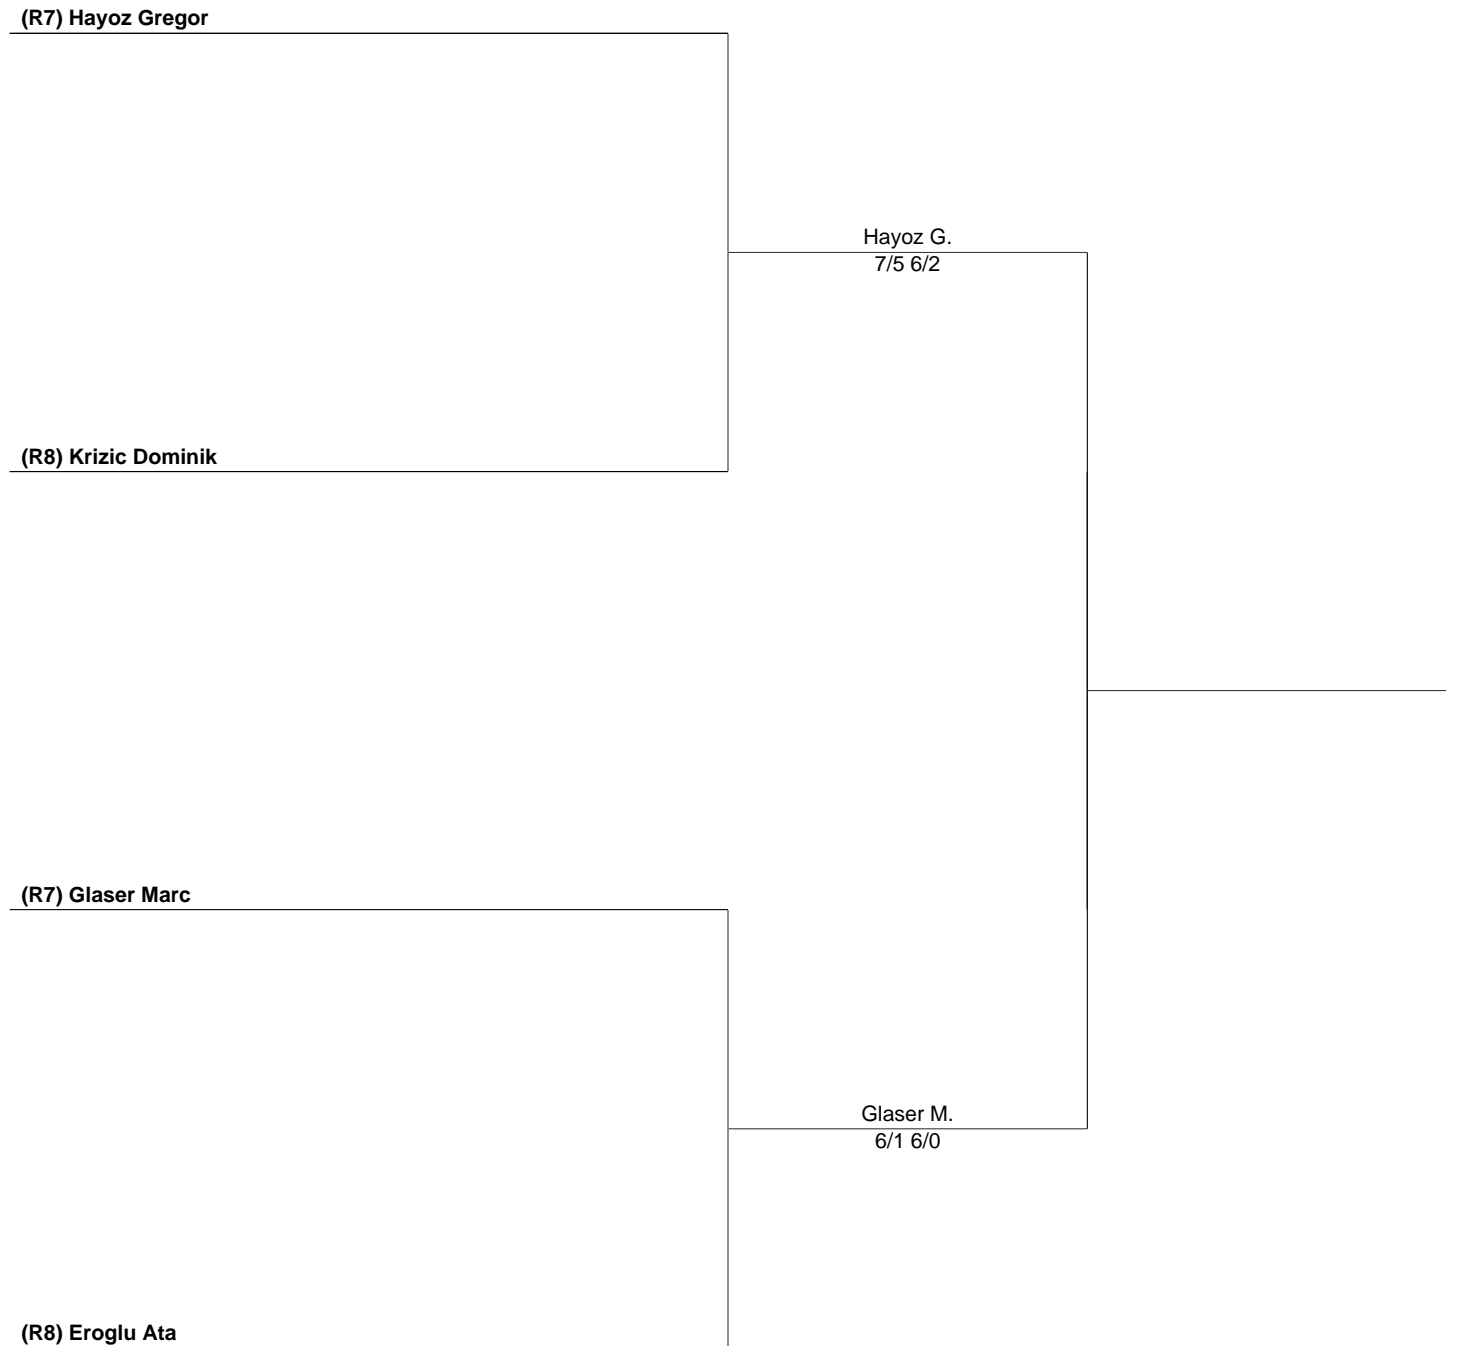 (R7) Hayoz Gregor
Hayoz G.
7/5 6/2
(R8) Krizic Dominik
(R7) Glaser Marc
Glaser M.
6/1 6/0
(R8) Eroglu Ata